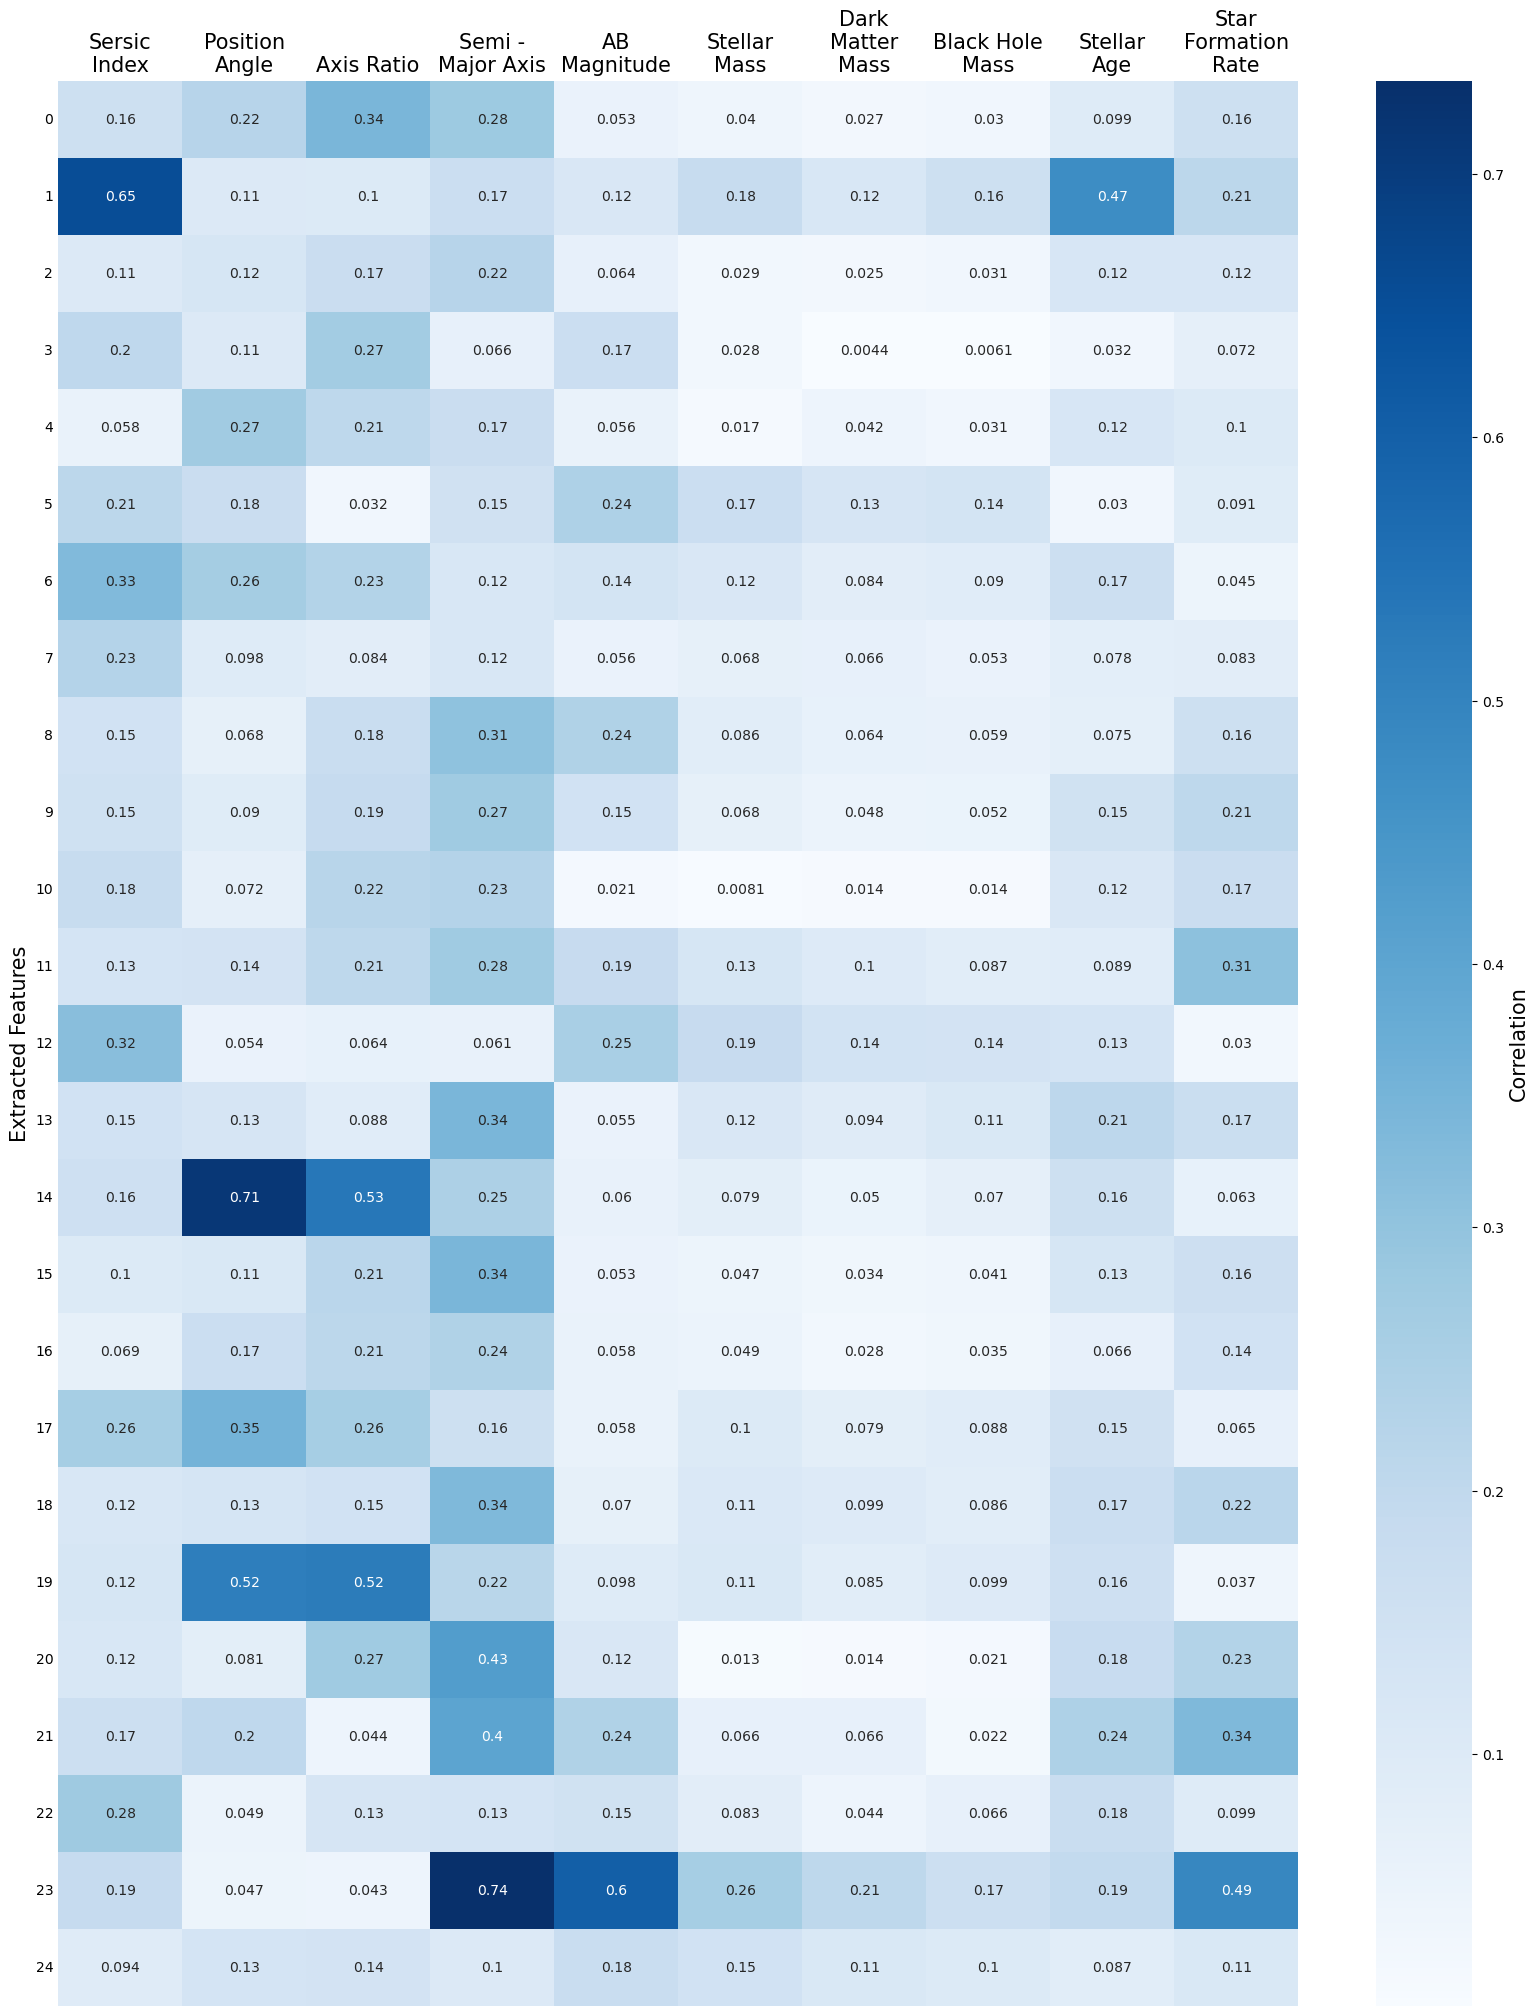 Sersic
Index
Position
Angle
Axis Ratio
Semi -
Major Axis
AB
Magnitude
Stellar
Mass
Dark
Matter
Mass
Black Hole
Mass
Stellar
Age
Star
Formation
Rate
0 0.16 0.22 0.34 0.28 0.053 0.04 0.027 0.03 0.099 0.16
1 0.65 0.11 0.1 0.17 0.12 0.18 0.12 0.16 0.47 0.21
2 0.11 0.12 0.17 0.22 0.064 0.029 0.025 0.031 0.12 0.12
3 0.2 0.11 0.27 0.066 0.17 0.028 0.0044 0.0061 0.032 0.072
4 0.058 0.27 0.21 0.17 0.056 0.017 0.042 0.031 0.12 0.1
5 0.21 0.18 0.032 0.15 0.24 0.17 0.13 0.14 0.03 0.091
6 0.33 0.26 0.23 0.12 0.14 0.12 0.084 0.09 0.17 0.045
7 0.23 0.098 0.084 0.12 0.056 0.068 0.066 0.053 0.078 0.083
8 0.15 0.068 0.18 0.31 0.24 0.086 0.064 0.059 0.075 0.16
9 0.15 0.09 0.19 0.27 0.15 0.068 0.048 0.052 0.15 0.21
10 0.18 0.072 0.22 0.23 0.021 0.0081 0.014 0.014 0.12 0.17
11 0.13 0.14 0.21 0.28 0.19 0.13 0.1 0.087 0.089 0.31
12 0.32 0.054 0.064 0.061 0.25 0.19 0.14 0.14 0.13 0.03
13 0.15 0.13 0.088 0.34 0.055 0.12 0.094 0.11 0.21 0.17
14 0.16 0.71 0.53 0.25 0.06 0.079 0.05 0.07 0.16 0.063
15 0.1 0.11 0.21 0.34 0.053 0.047 0.034 0.041 0.13 0.16
16 0.069 0.17 0.21 0.24 0.058 0.049 0.028 0.035 0.066 0.14
17 0.26 0.35 0.26 0.16 0.058 0.1 0.079 0.088 0.15 0.065
18 0.12 0.13 0.15 0.34 0.07 0.11 0.099 0.086 0.17 0.22
19 0.12 0.52 0.52 0.22 0.098 0.11 0.085 0.099 0.16 0.037
20 0.12 0.081 0.27 0.43 0.12 0.013 0.014 0.021 0.18 0.23
21 0.17 0.2 0.044 0.4 0.24 0.066 0.066 0.022 0.24 0.34
22 0.28 0.049 0.13 0.13 0.15 0.083 0.044 0.066 0.18 0.099
23 0.19 0.047 0.043 0.74 0.6 0.26 0.21 0.17 0.19 0.49
24 0.094 0.13 0.14 0.1 0.18 0.15 0.11 0.1 0.087 0.11
Extracted Features
0.7
0.6
0.5
0.4
0.3
0.2
0.1
Correlation